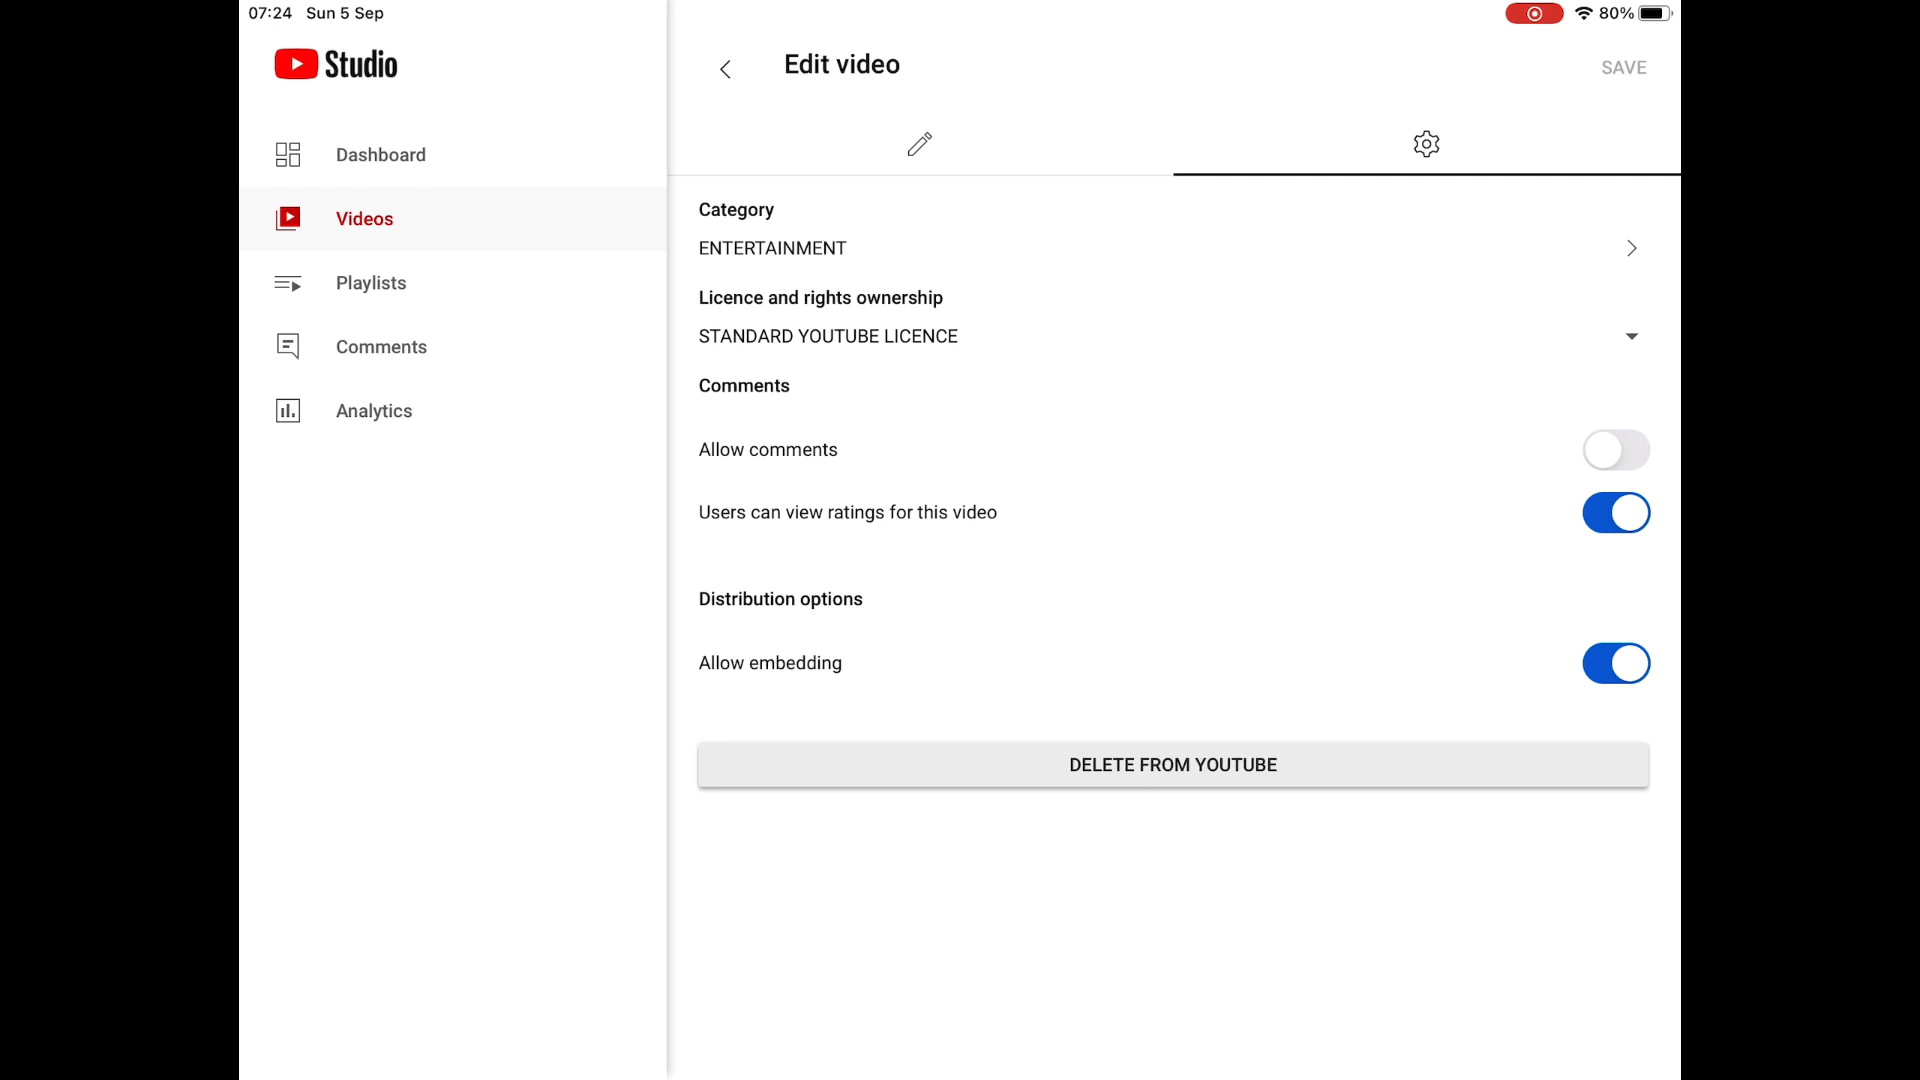 07:24 Sun 5 Sep
80%
Studio
Dashboard
Videos
Playlists
Comments
Analytics
Edit video
SAVE
Category
ENTERTAINMENT
Licence and rights ownership
STANDARD YOUTUBE LICENCE
Comments
Allow comments
Users can view ratings for this video
Distribution options
Allow embedding
DELETE FROM YOUTUBE